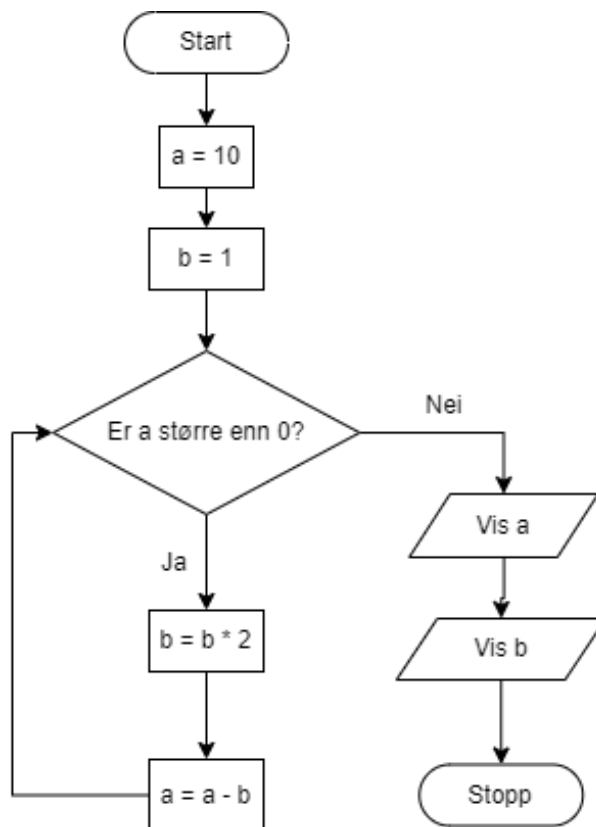 Start
a = 10
b = 1
Er a større enn 0?
Nei
Ja
Vis a
b = b * 2
Vis b
a = a - b
Stopp